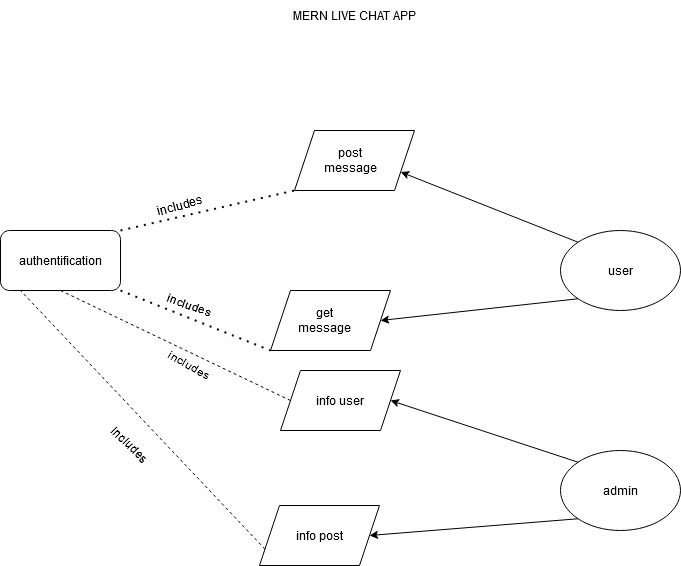 MERN LIVE CHAT APP
post
message
includes
authentification
user
includes
get
message
includes
info user
includes
admin
info post